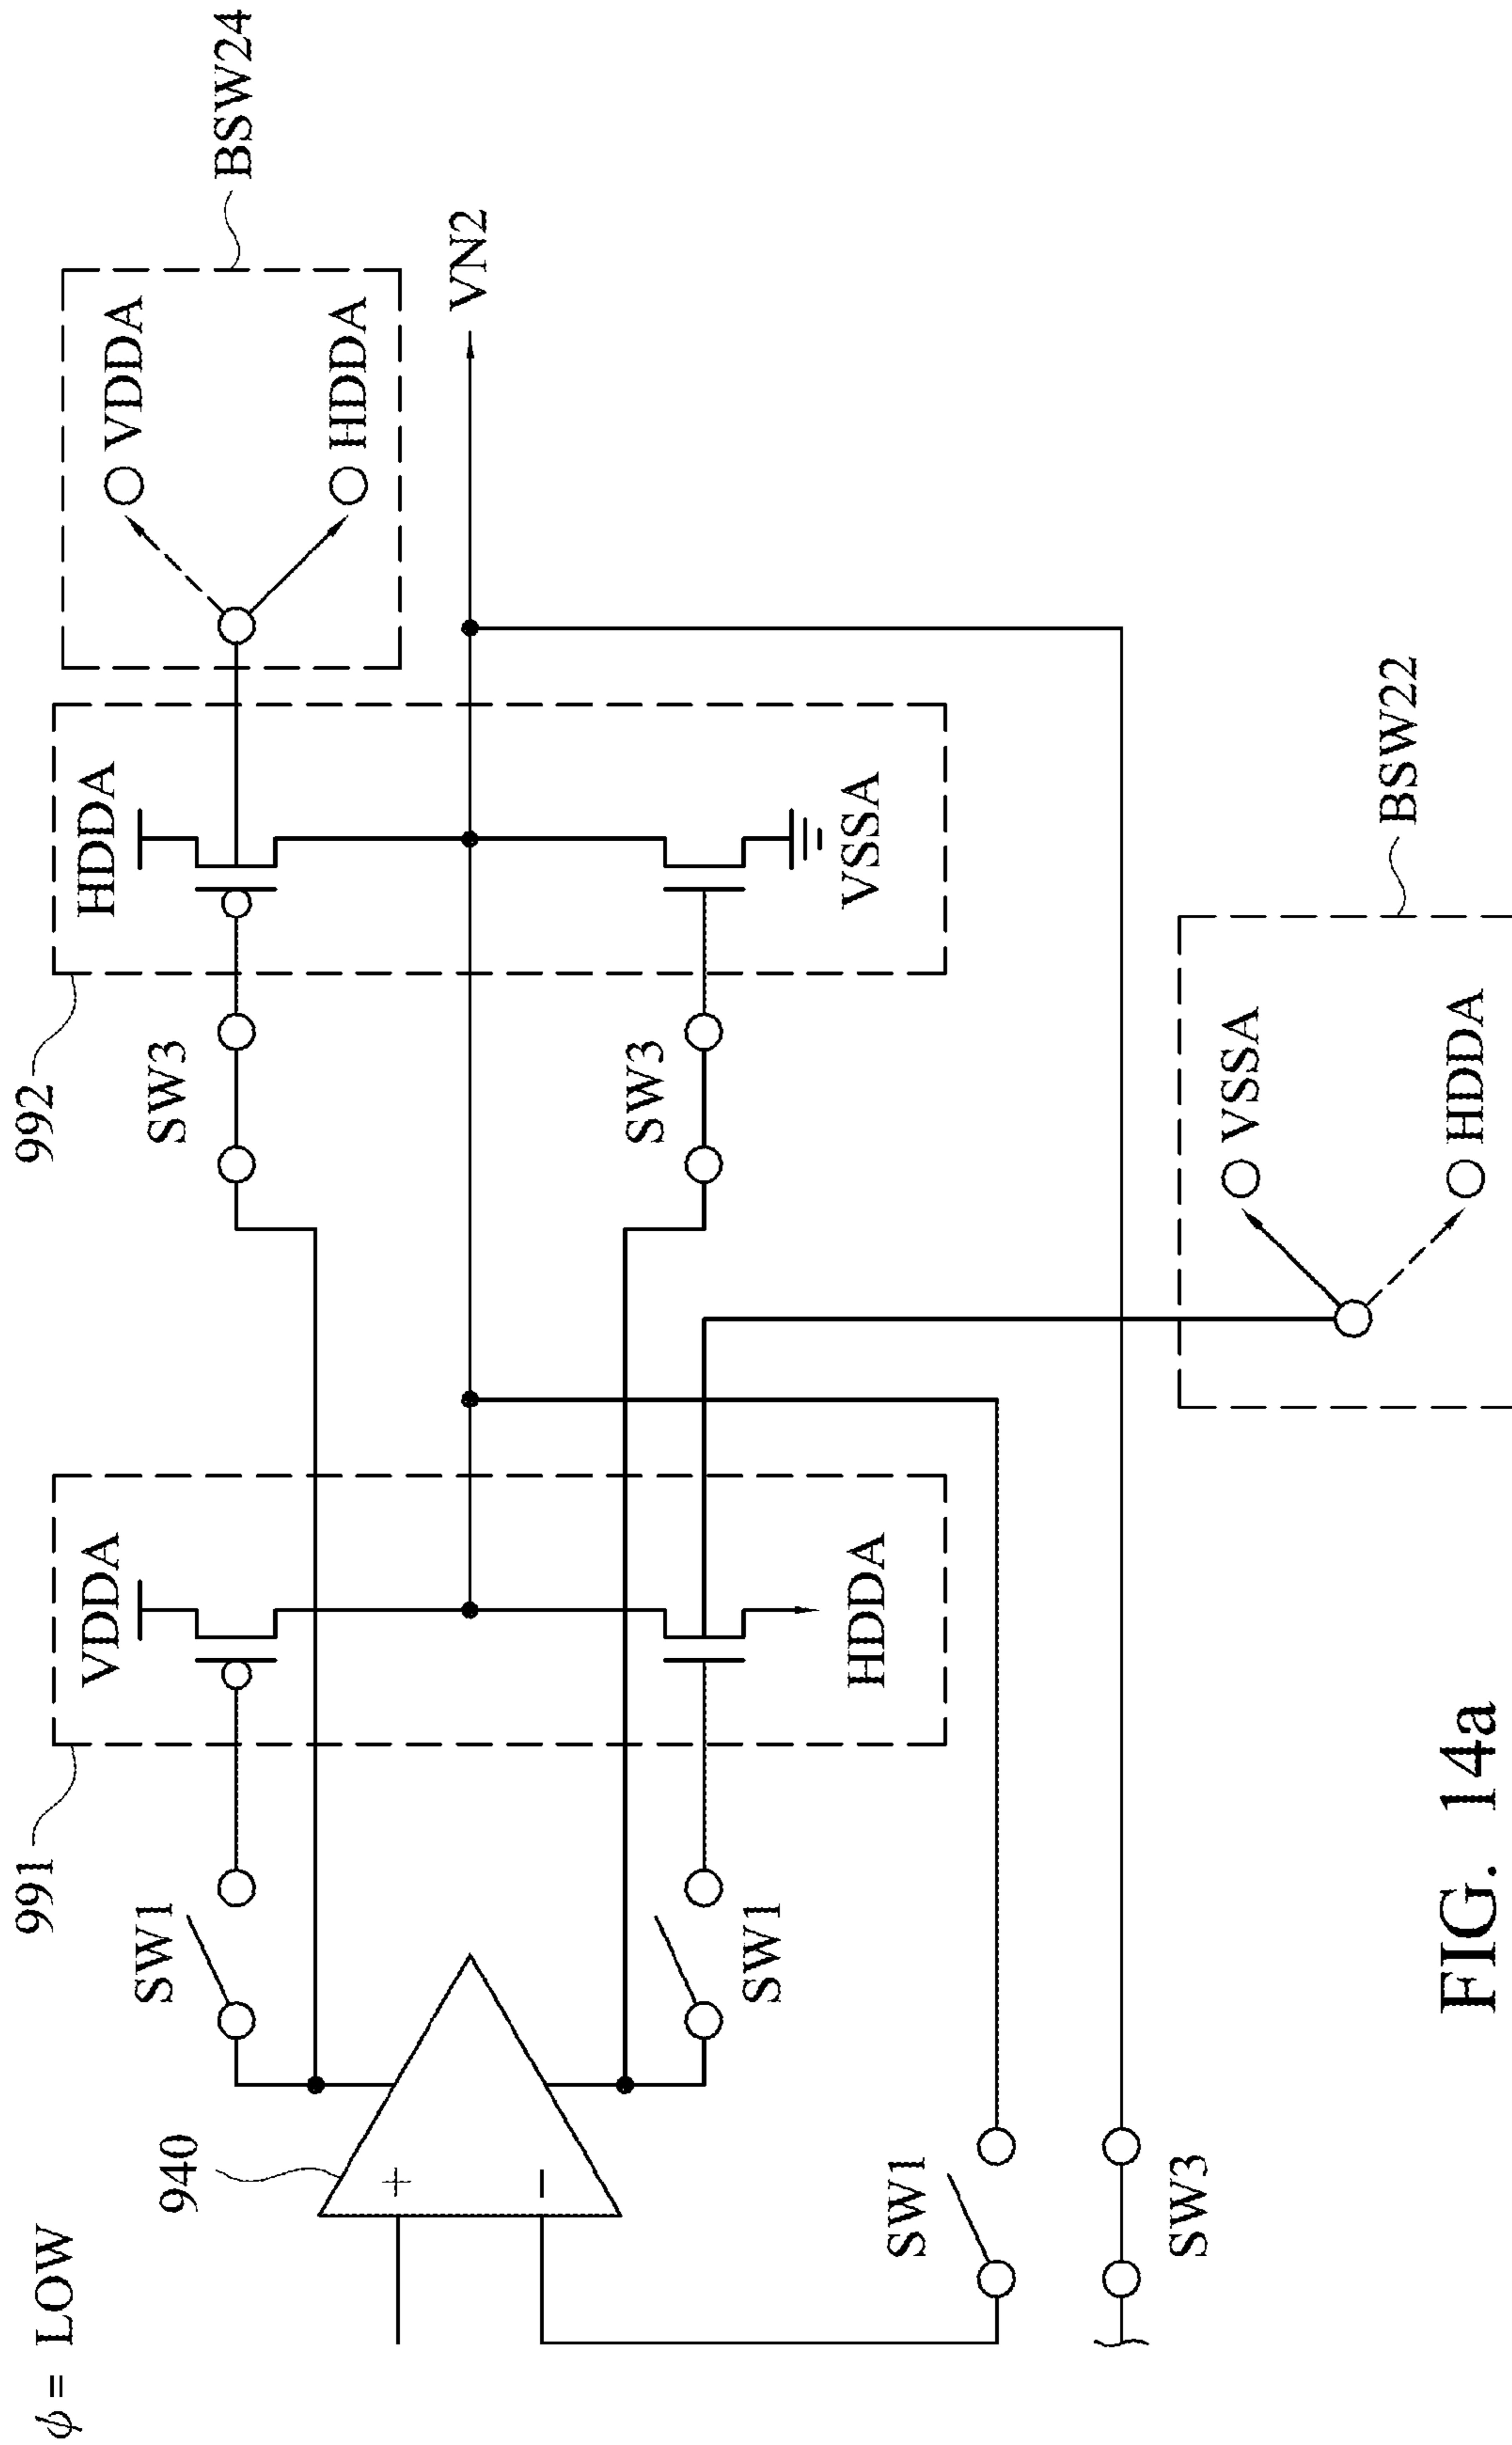 ϕ = LOW
991
992
BSW24
VDDA
HDDA
VDDA
HDDA
SW1
SW3
940
+
−
VN2
SW1
SW3
HDDA
VSSA
SW1
SW3
VSSA
HDDA
BSW22
FIG. 14a